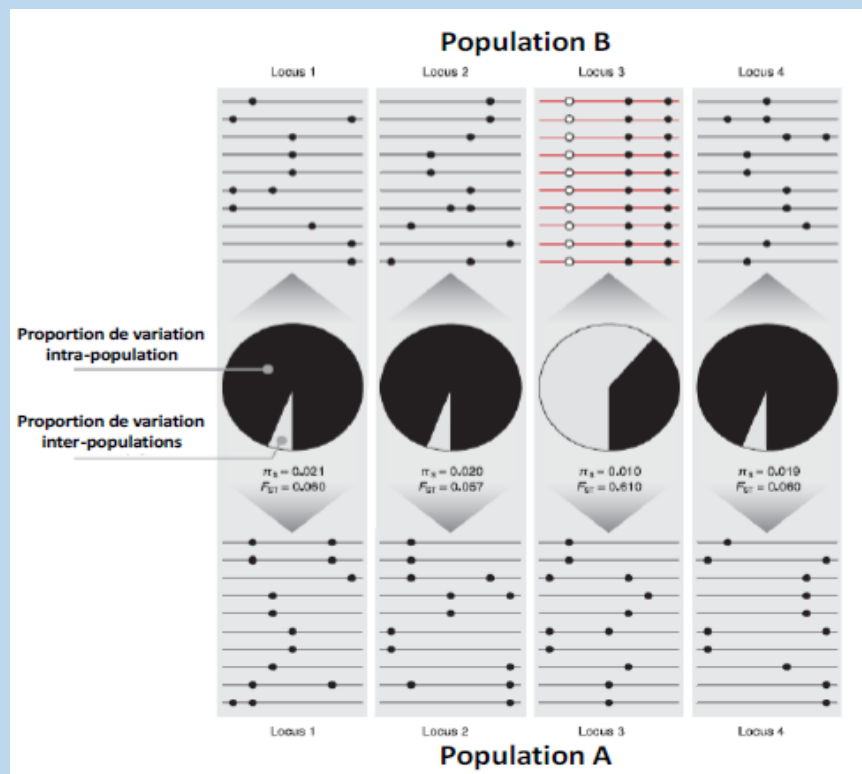 Population B
Locus 1 Locus 2 Locus 3 Locus 4
Proportion de variation
intra-population
Proportion de variation
inter-populations
πs = 0.021 πs = 0.020 πs = 0.010 πs = 0.019
FST = 0.060 FST = 0.057 FST = 0.610 FST = 0.060
Locus 1 Locus 2 Locus 3 Locus 4
Population A